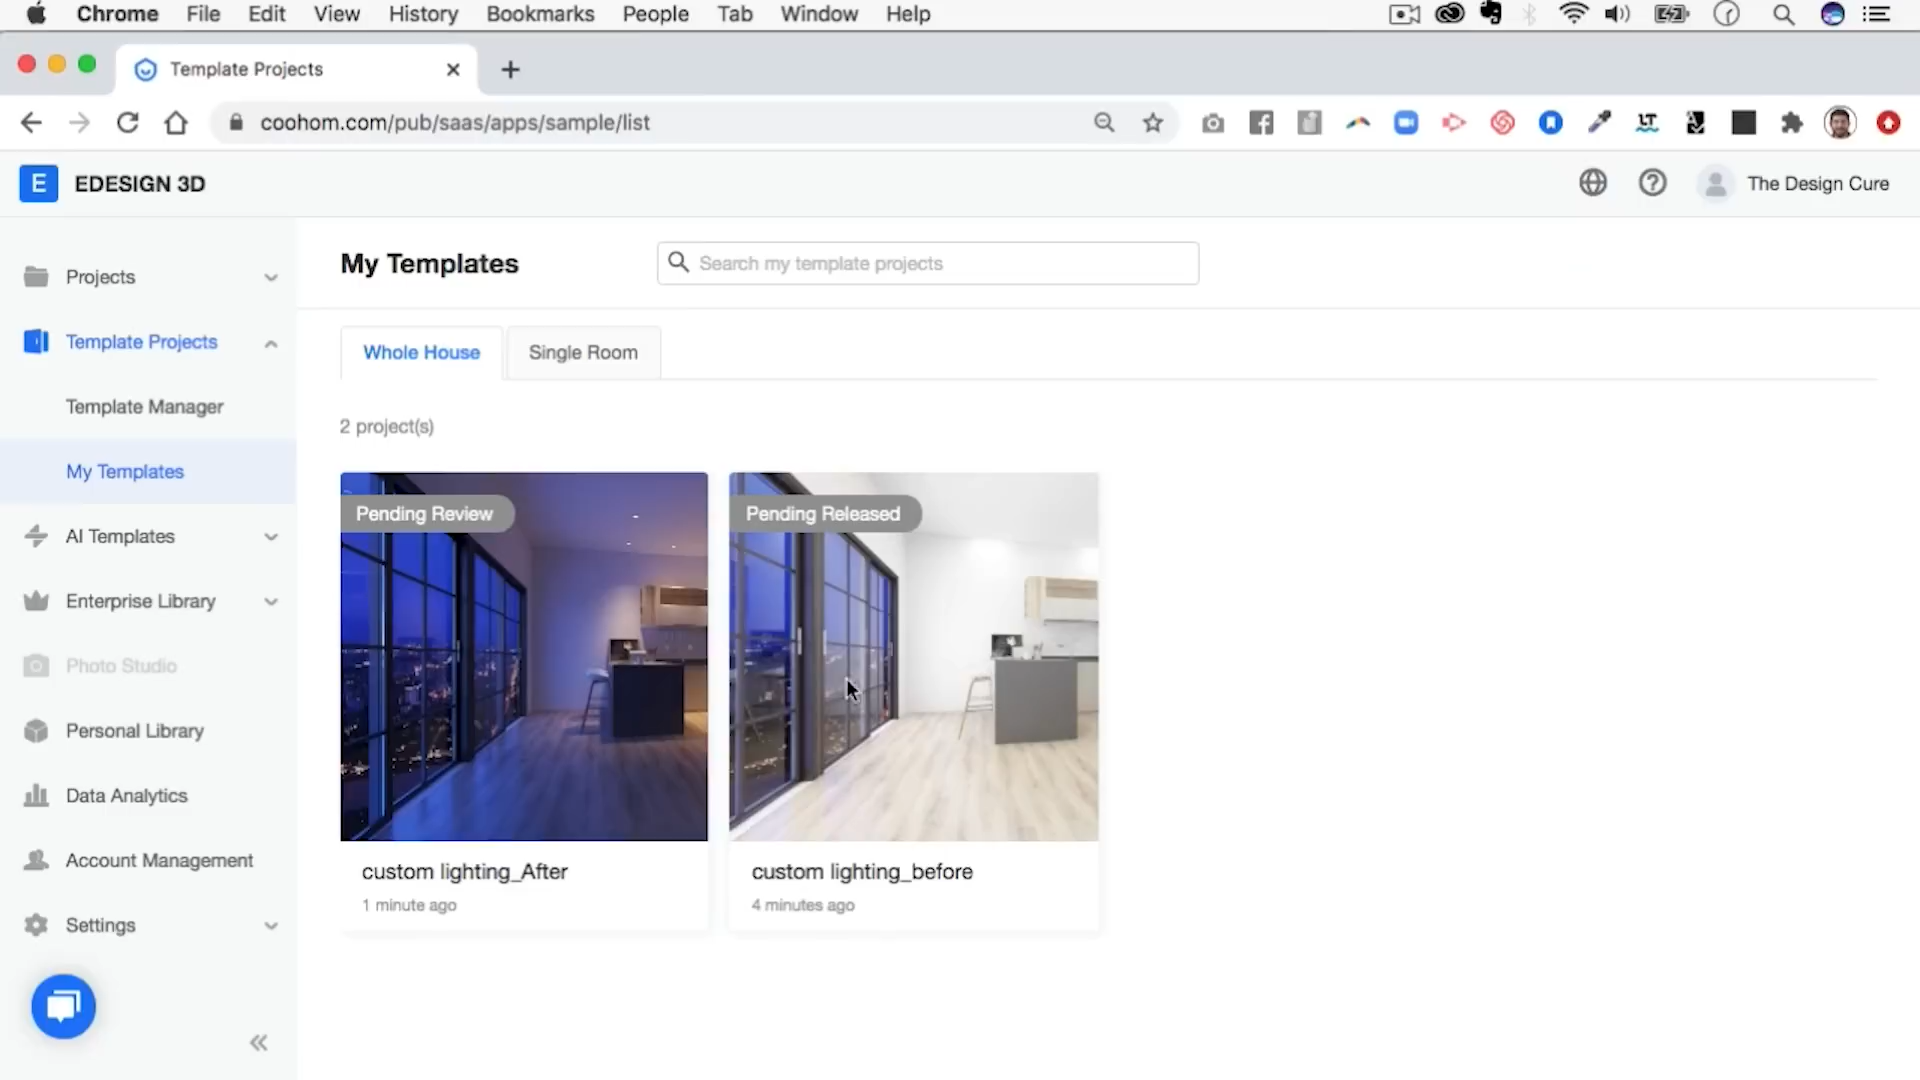 Chrome File Edit View History Bookmarks People Tab Window Help
Template Projects
coohom.com/pub/saas/apps/sample/list
E EDESIGN 3D
The Design Cure
Projects
Template Projects
Template Manager
My Templates
AI Templates
Enterprise Library
Photo Studio
Personal Library
Data Analytics
Account Management
Settings
My Templates
Search my template projects
Whole House
Single Room
2 project(s)
Pending Review
custom lighting_After
1 minute ago
Pending Released
custom lighting_before
4 minutes ago